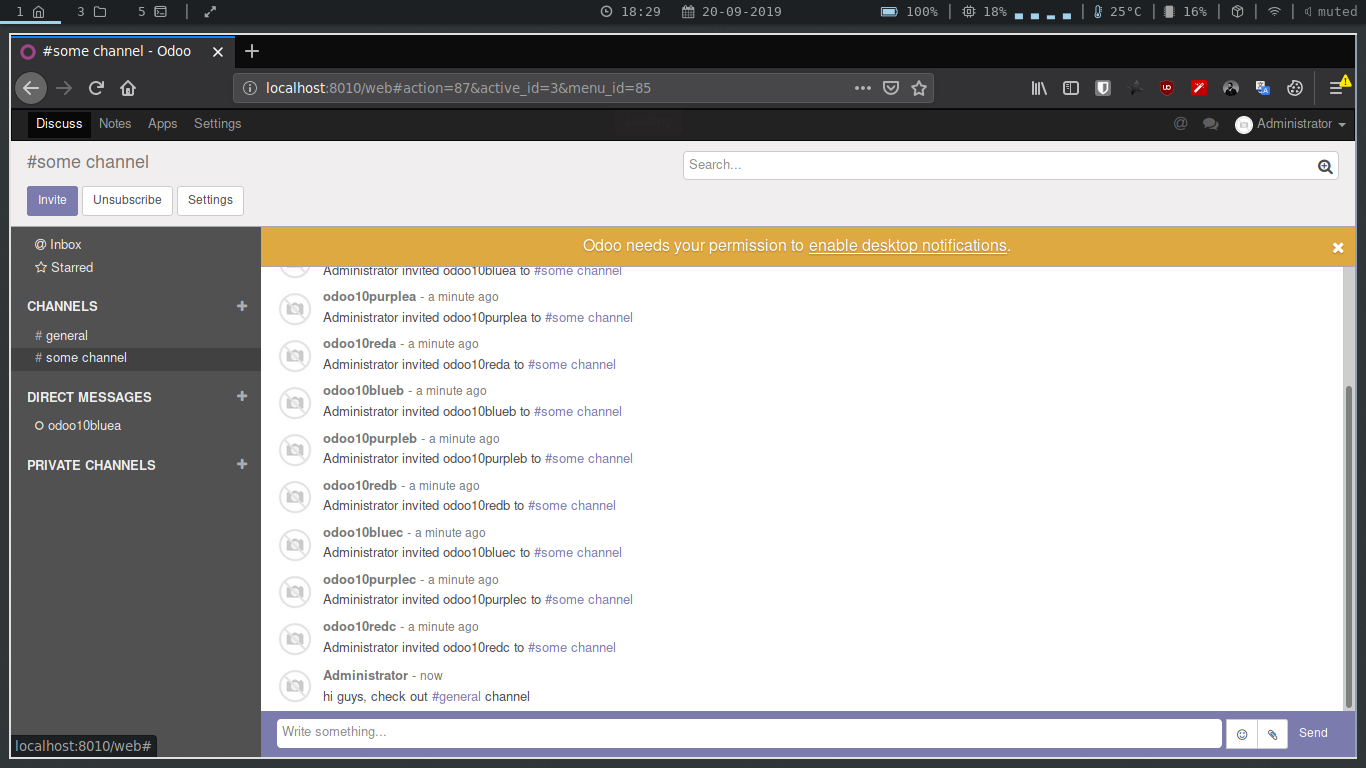 1 3 5 18:29 20-09-2019 100% 18% 25°C 16% muted
#some channel - Odoo
localhost:8010/web#action=87&active_id=3&menu_id=85
Discuss Notes Apps Settings @ Administrator
#some channel
Search...
Invite Unsubscribe Settings
@ Inbox
Starred
CHANNELS +
# general
# some channel
DIRECT MESSAGES +
odoo10bluea
PRIVATE CHANNELS +
Odoo needs your permission to enable desktop notifications.
Administrator invited odoo10bluea to #some channel
odoo10purplea - a minute ago
Administrator invited odoo10purplea to #some channel
odoo10reda - a minute ago
Administrator invited odoo10reda to #some channel
odoo10blueb - a minute ago
Administrator invited odoo10blueb to #some channel
odoo10purpleb - a minute ago
Administrator invited odoo10purpleb to #some channel
odoo10redb - a minute ago
Administrator invited odoo10redb to #some channel
odoo10bluec - a minute ago
Administrator invited odoo10bluec to #some channel
odoo10purplec - a minute ago
Administrator invited odoo10purplec to #some channel
odoo10redc - a minute ago
Administrator invited odoo10redc to #some channel
Administrator - now
hi guys, check out #general channel
Write something...
Send
localhost:8010/web#